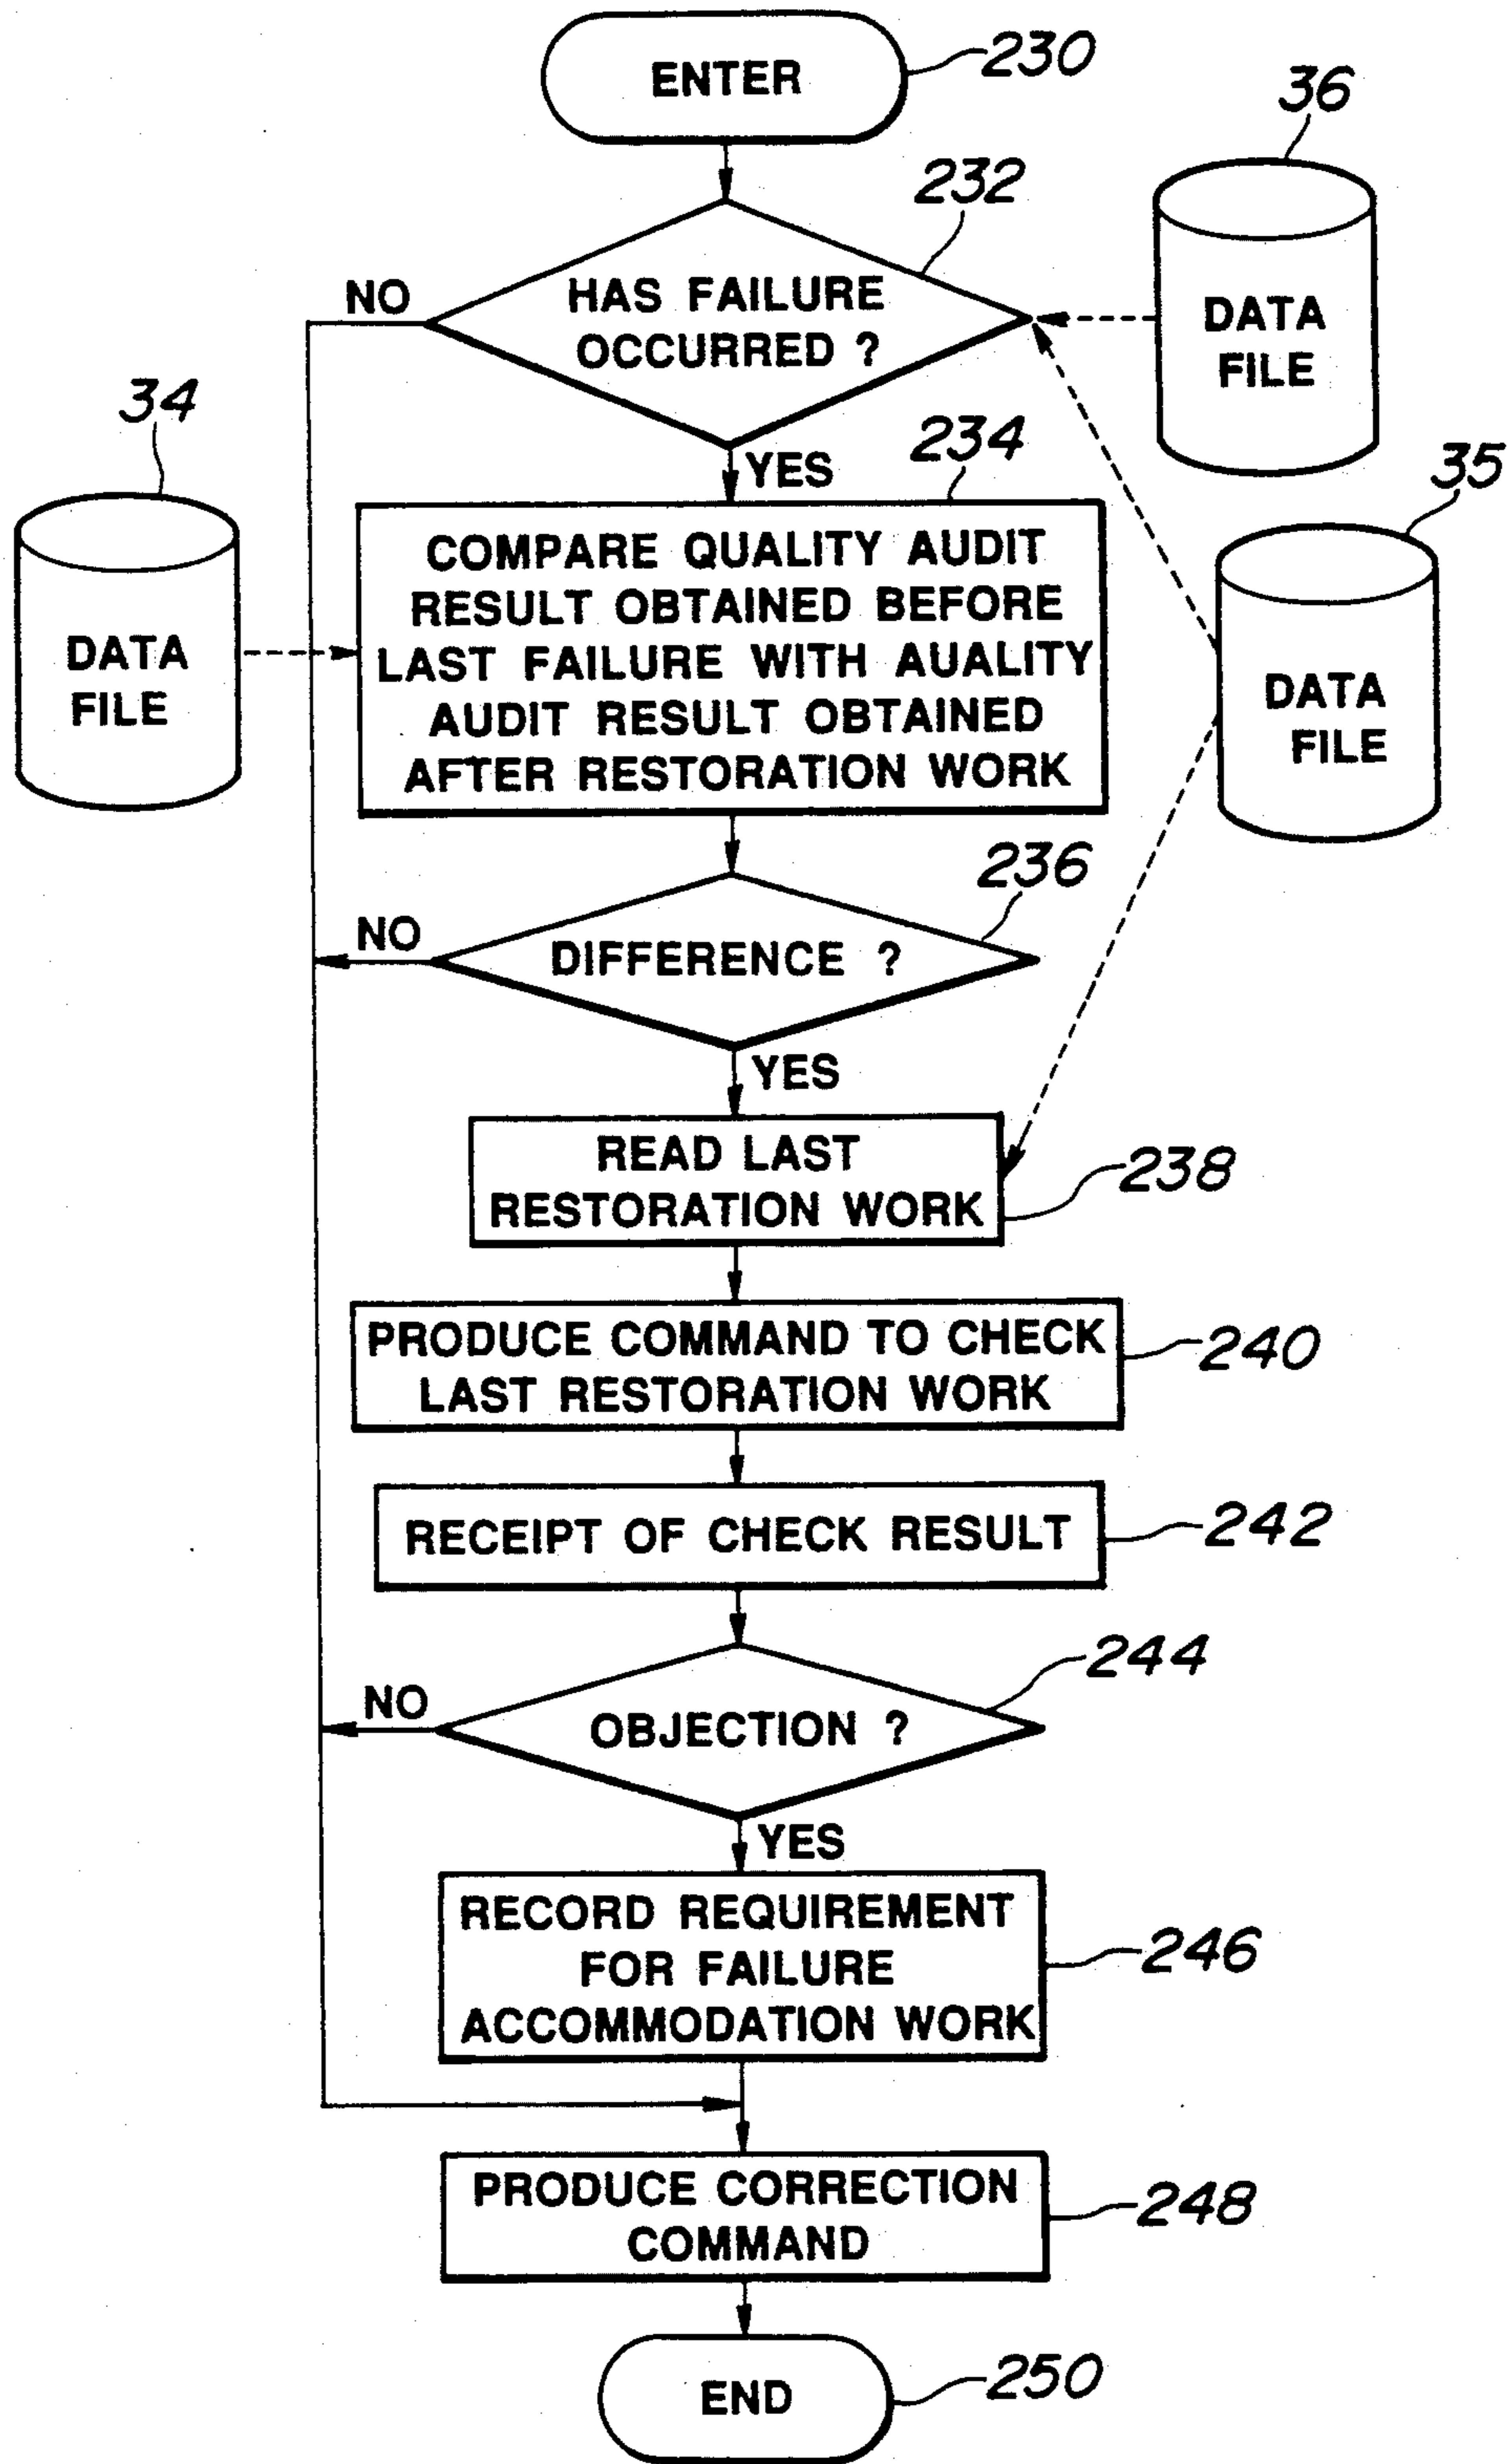 ENTER
230
36
232
NO
HAS FAILURE
OCCURRED ?
DATA
FILE
34
YES
234
35
COMPARE QUALITY AUDIT
RESULT OBTAINED BEFORE
LAST FAILURE WITH AUALITY
AUDIT RESULT OBTAINED
AFTER RESTORATION WORK
DATA
FILE
DATA
FILE
236
NO
DIFFERENCE ?
YES
READ LAST
RESTORATION WORK
238
PRODUCE COMMAND TO CHECK
LAST RESTORATION WORK
240
RECEIPT OF CHECK RESULT
242
244
NO
OBJECTION ?
YES
RECORD REQUIREMENT
FOR FAILURE
ACCOMMODATION WORK
246
PRODUCE CORRECTION
COMMAND
248
END
250